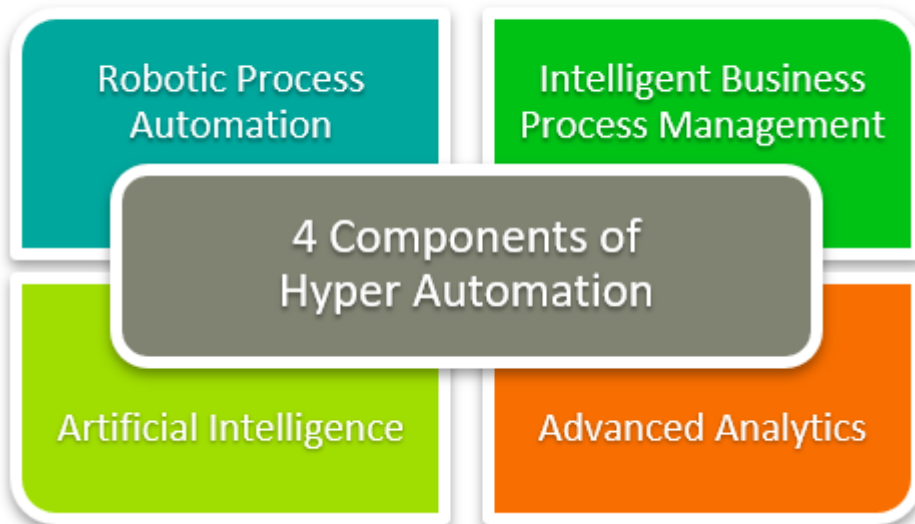 Robotic Process
Automation
Intelligent Business
Process Management
4 Components of
Hyper Automation
Artificial Intelligence
Advanced Analytics